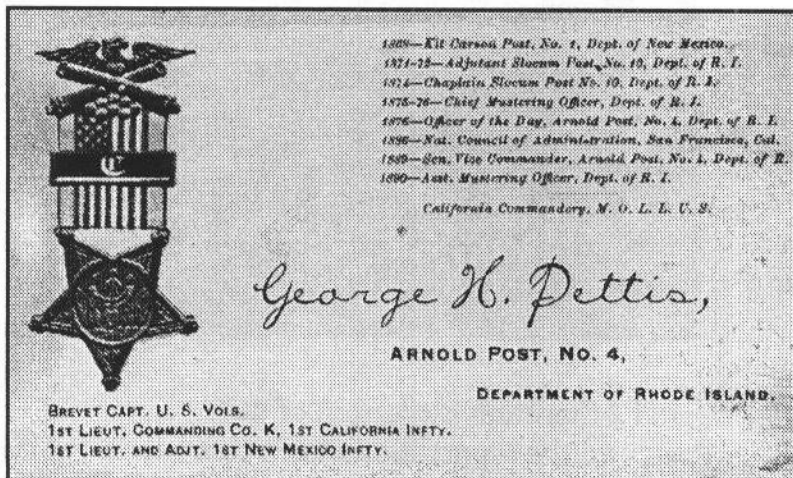 1868—Kit Carson Post, No. 1, Dept. of New Mexico.
1871-72—Adjutant Slocum Post, No. 10, Dept. of R. I.
1874—Chaplain Slocum Post No. 10, Dept. of R. I.
1875-76—Chief Mustering Officer, Dept. of R. I.
1876—Officer of the Day, Arnold Post, No. 4, Dept. of R. I.
1886—Nat. Council of Administration, San Francisco, Cal.
1889—Sen. Vice Commander, Arnold Post, No. 4, Dept. of R.
1890—Asst. Mustering Officer, Dept. of R. I.
California Commandery, M. O. L. L. U. S.
C
George H. Pettis,
ARNOLD POST, NO. 4,
DEPARTMENT OF RHODE ISLAND.
BREVET CAPT. U. S. VOLS.
1ST LIEUT. COMMANDING CO. K, 1ST CALIFORNIA INFTY.
1ST LIEUT. AND ADJT. 1ST NEW MEXICO INFTY.